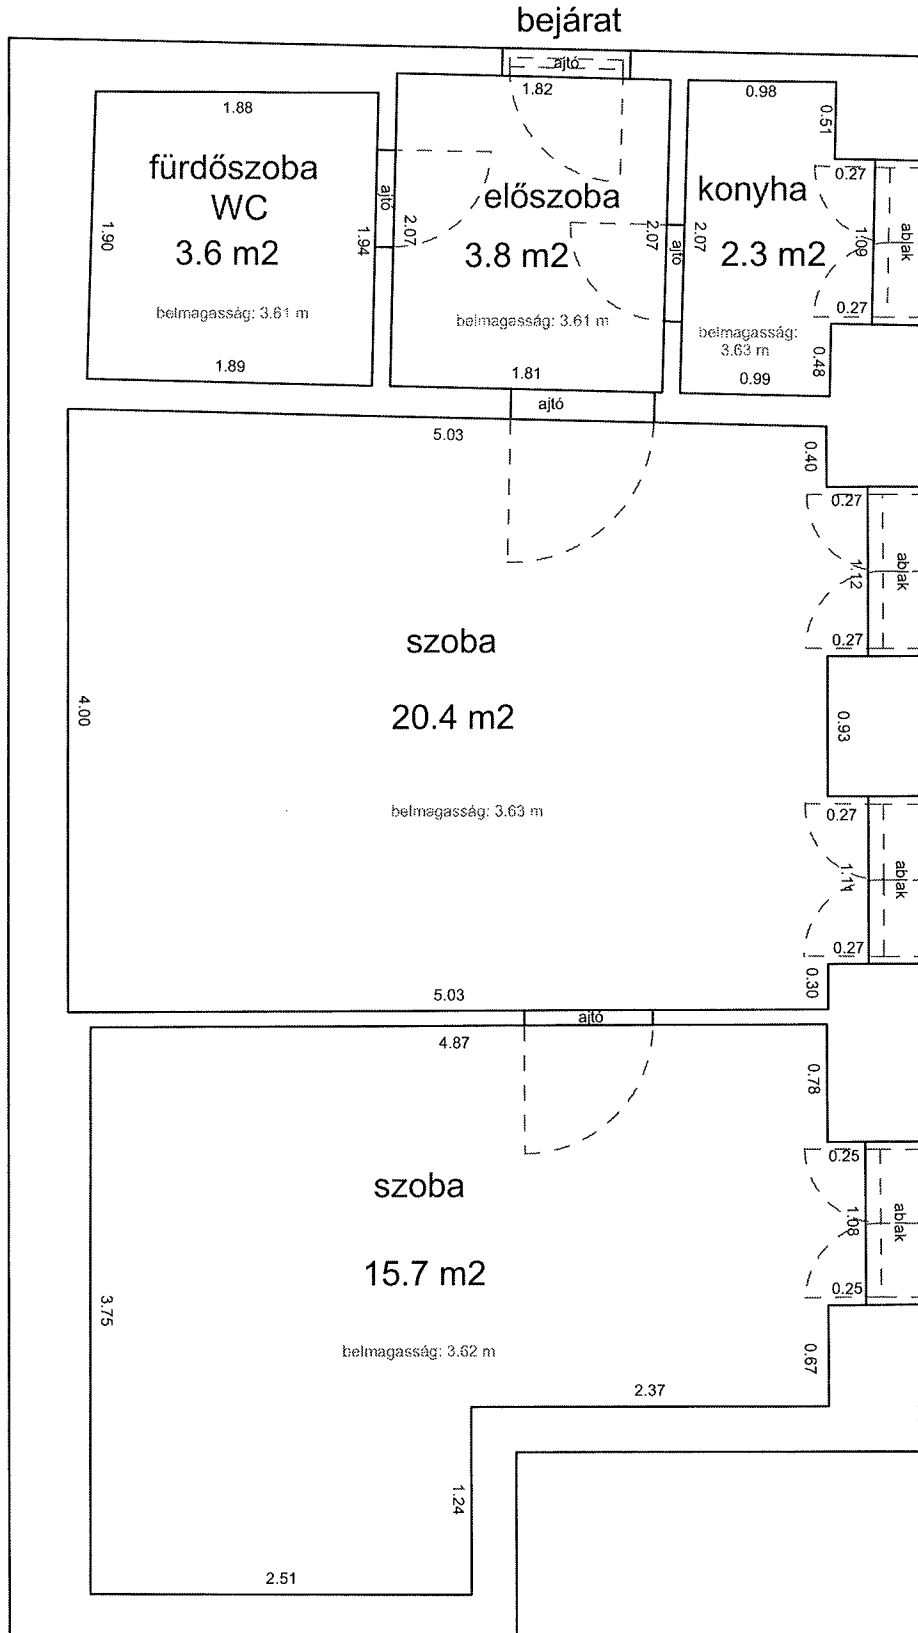 bejárat
ajtó
1.82
1.88
0.98
0.51
fürdőszoba
WC
3.6 m2
1.90
1.94
ajtó
2.07
belmagasság: 3.61 m
1.89
előszoba
3.8 m2
2.07
ajtó
belmagasság: 3.61 m
1.81
konyha
2.3 m2
2.07
0.27
1.09
ablak
0.27
belmagasság:
3.63 m
0.99
0.48
ajtó
5.03
0.40
0.27
1.12
ablak
0.27
szoba
20.4 m2
4.00
0.93
belmagasság: 3.63 m
0.27
1.11
ablak
0.27
0.30
5.03
ajtó
4.87
0.78
0.25
1.08
ablak
0.25
szoba
15.7 m2
3.75
belmagasság: 3.62 m
0.67
2.37
1.24
2.51